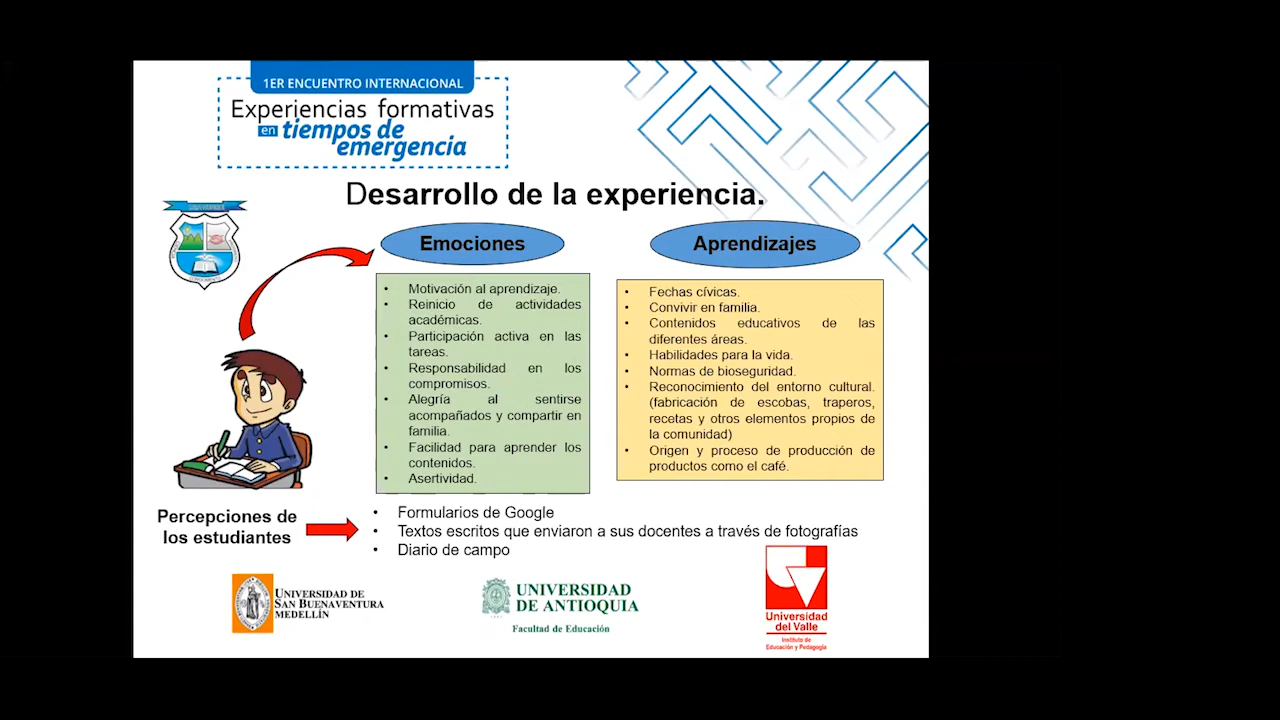 1ER ENCUENTRO INTERNACIONAL
Experiencias formativas
en tiempos de
emergencia
Desarrollo de la experiencia.
Emociones
• Motivación al aprendizaje.
• Reinicio de actividades
académicas.
• Participación activa en las
tareas.
• Responsabilidad en los
compromisos.
• Alegría al sentirse
acompañados y compartir en
familia.
• Facilidad para aprender los
contenidos.
• Asertividad.
Aprendizajes
• Fechas cívicas.
• Convivir en familia.
• Contenidos educativos de las
diferentes áreas.
• Habilidades para la vida.
• Normas de bioseguridad.
• Reconocimiento del entorno cultural.
(fabricación de escobas, traperos,
recetas y otros elementos propios de
la comunidad)
• Origen y proceso de producción de
productos como el café.
Percepciones de
los estudiantes
• Formularios de Google
• Textos escritos que enviaron a sus docentes a través de fotografías
• Diario de campo
UNIVERSIDAD DE
SAN BUENAVENTURA
MEDELLÍN
UNIVERSIDAD
DE ANTIOQUIA
Facultad de Educación
Universidad
del Valle
Instituto de
Educación y Pedagogía